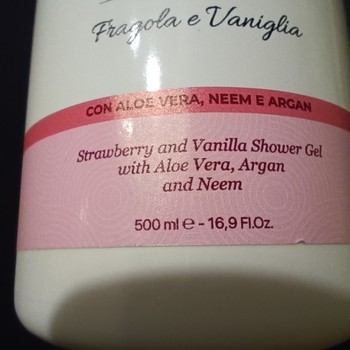 Fragola e Vaniglia
CON ALOE VERA, NEEM E ARGAN
Strawberry and Vanilla Shower Gel
with Aloe Vera, Argan
and Neem
500 ml ℮ - 16,9 Fl.Oz.